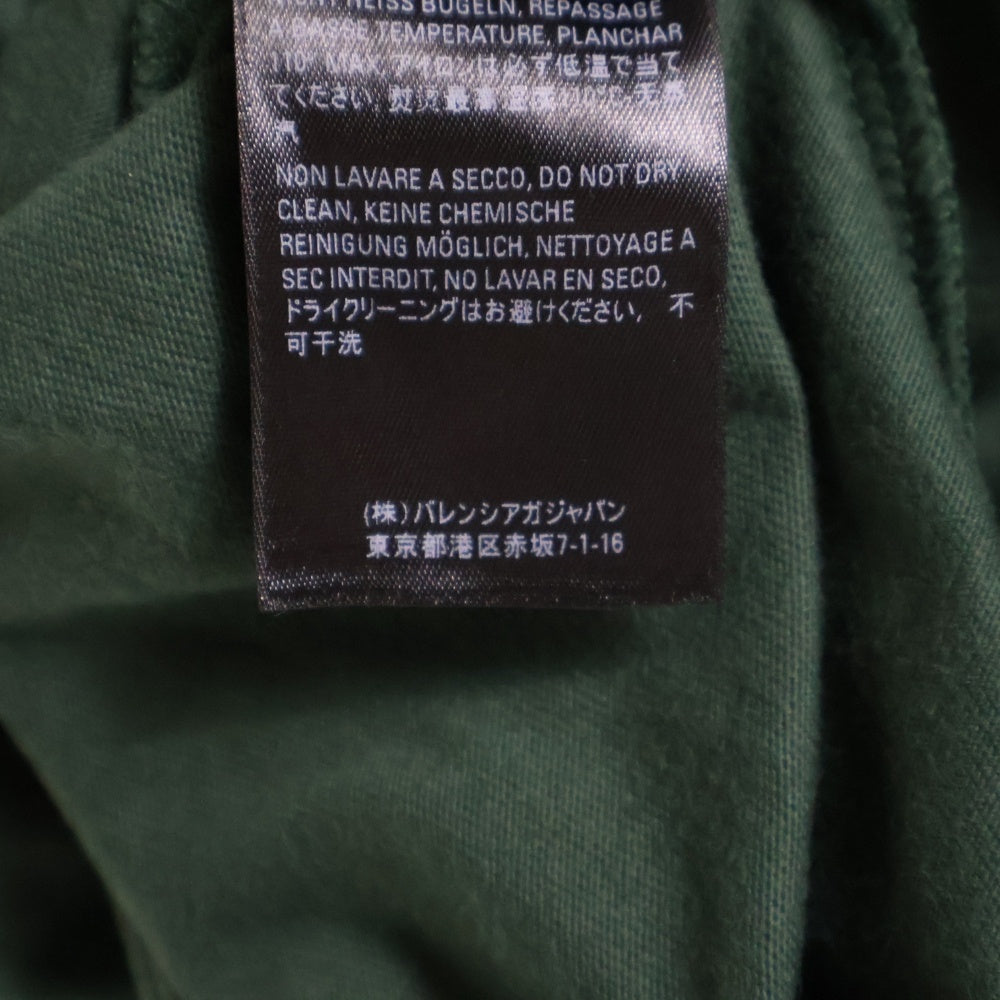 HEISS BÜGELN, REPASSAGE
A BASSE TEMPERATURE, PLANCHAR
110° MAX アイロンは必ず低温で当て
てください
NON LAVARE A SECCO, DO NOT DRY
CLEAN, KEINE CHEMISCHE
REINIGUNG MÖGLICH, NETTOYAGE A
SEC INTERDIT, NO LAVAR EN SECO,
ドライクリーニングはお避けください, 不
可干洗
(株)バレンシアガジャパン
東京都港区赤坂7-1-16